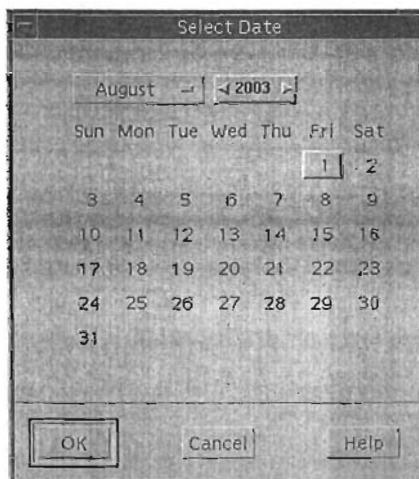 Select Date
August 2003
Sun Mon Tue Wed Thu Fri Sat
1 2
3 4 5 6 7 8 9
10 11 12 13 14 15 16
17 18 19 20 21 22 23
24 25 26 27 28 29 30
31
OK Cancel Help